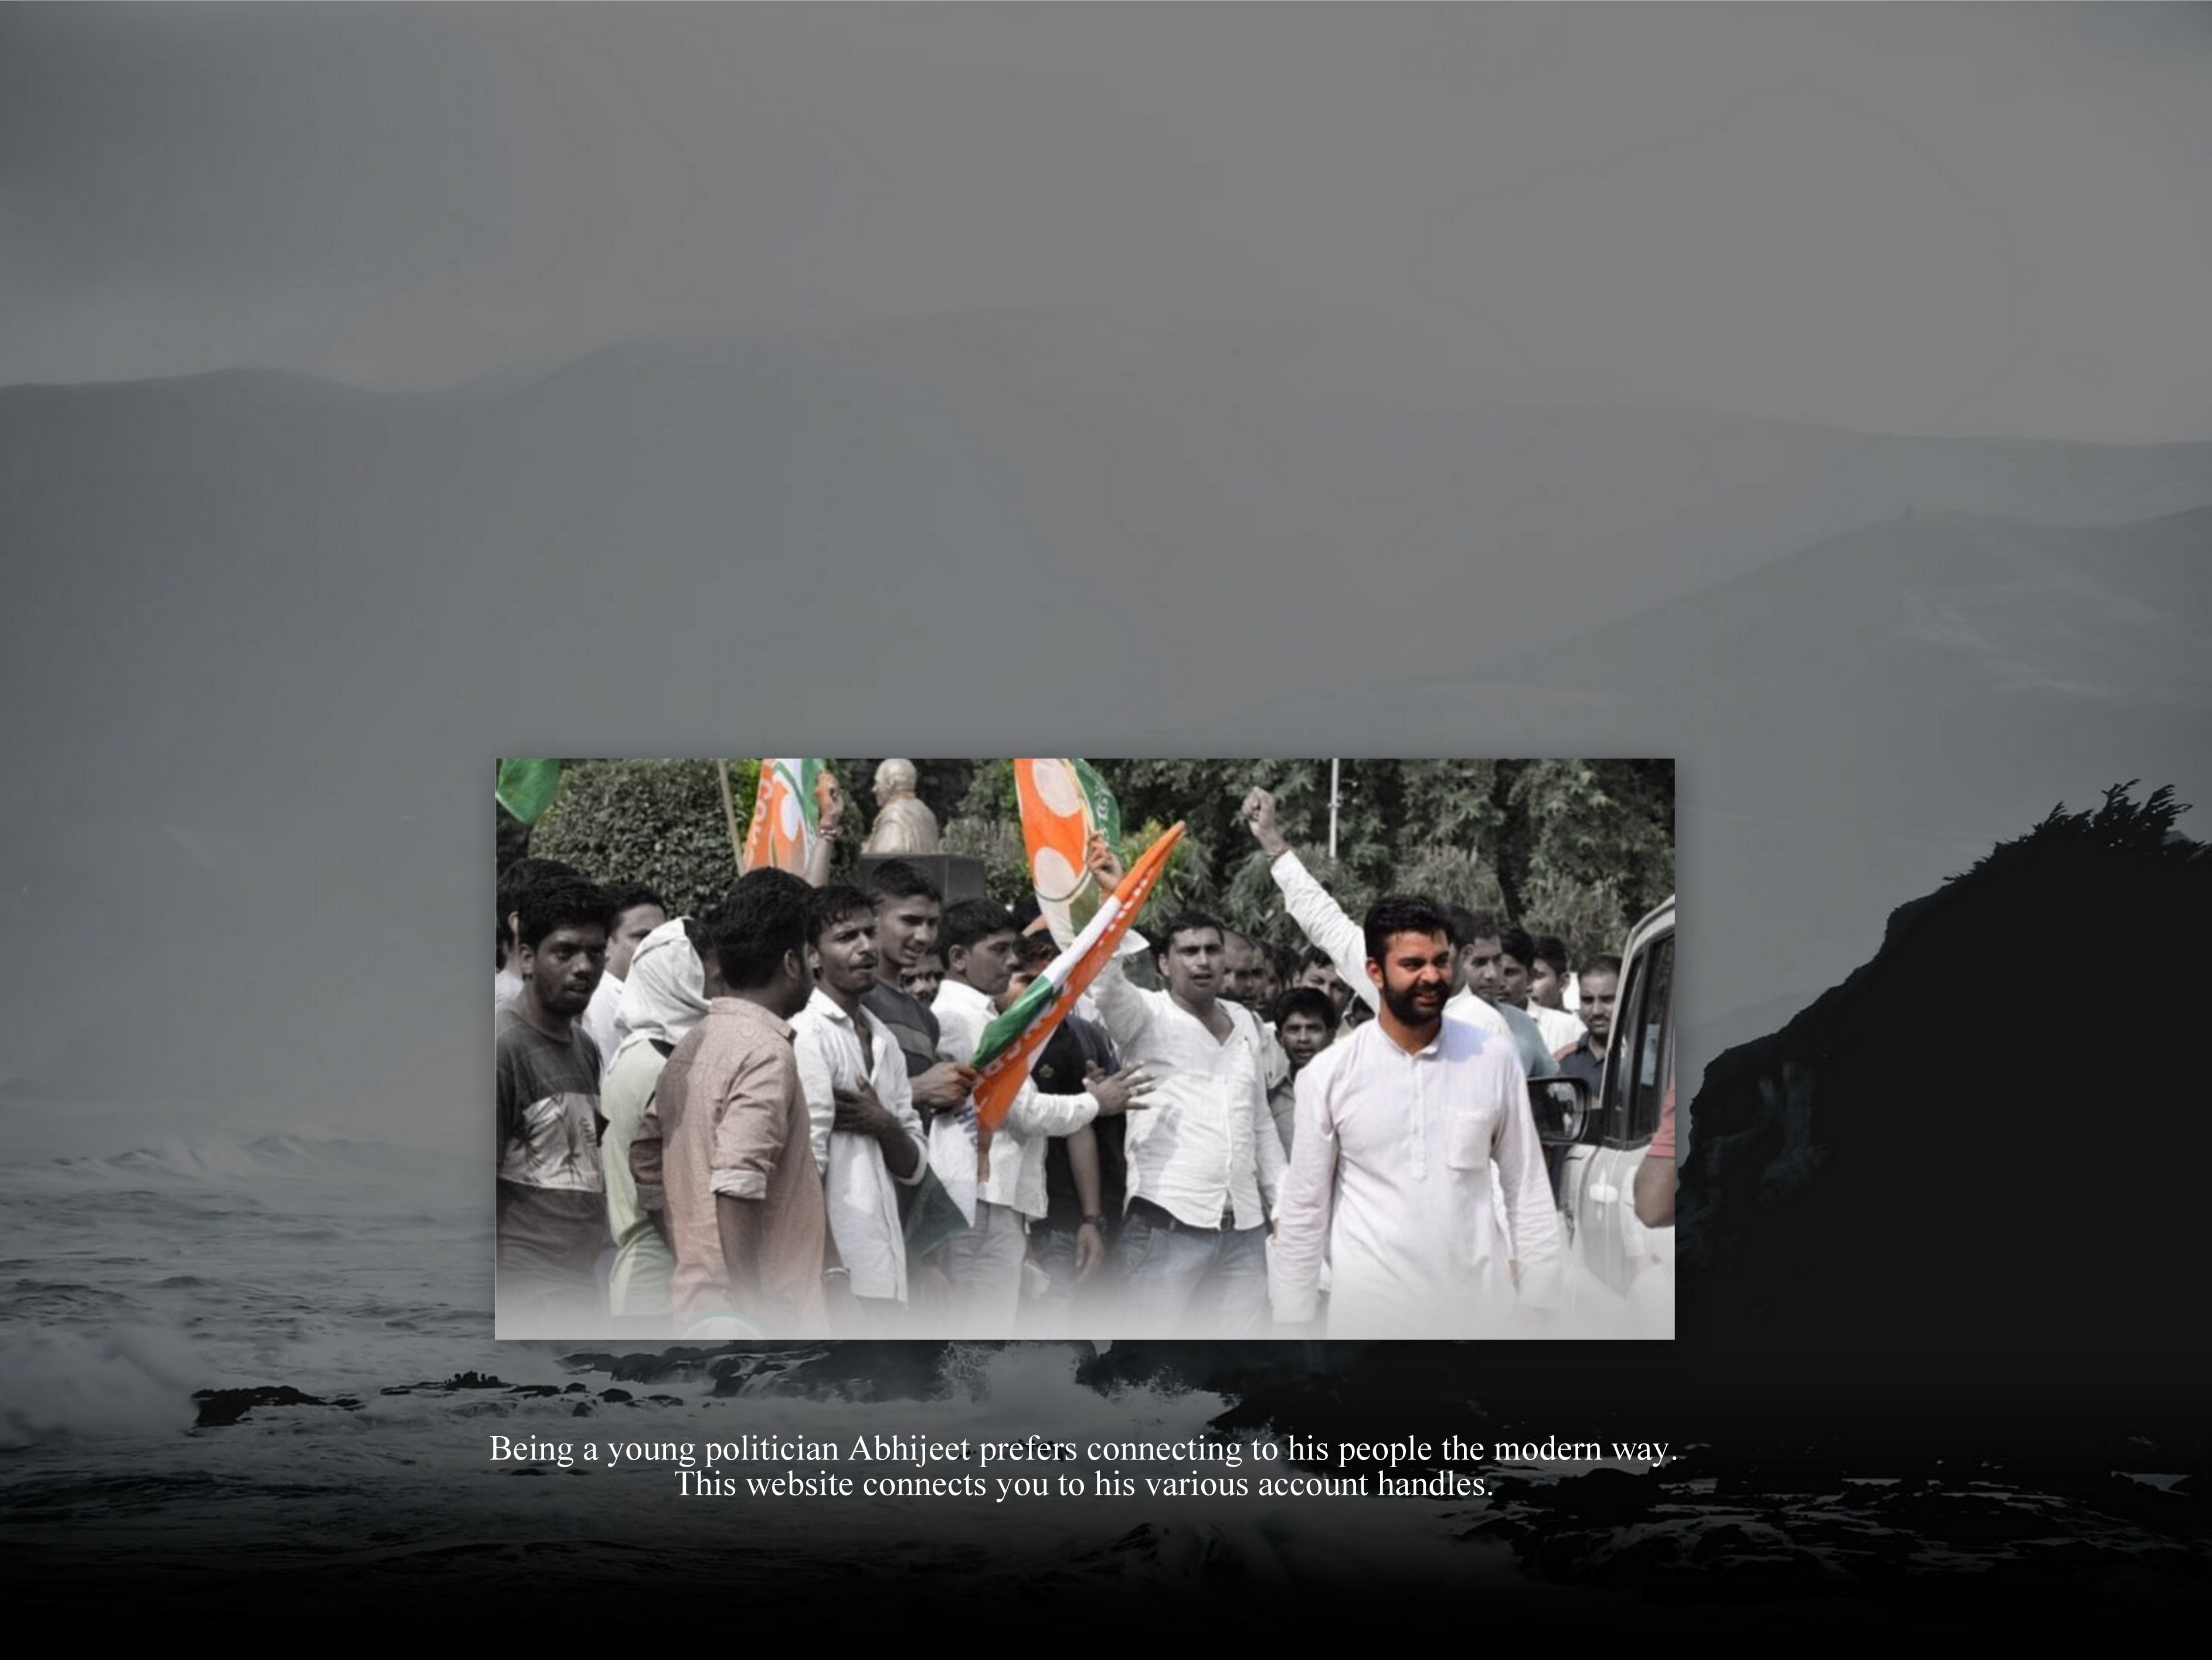 Being a young politician Abhijeet prefers connecting to his people the modern way.
This website connects you to his various account handles.